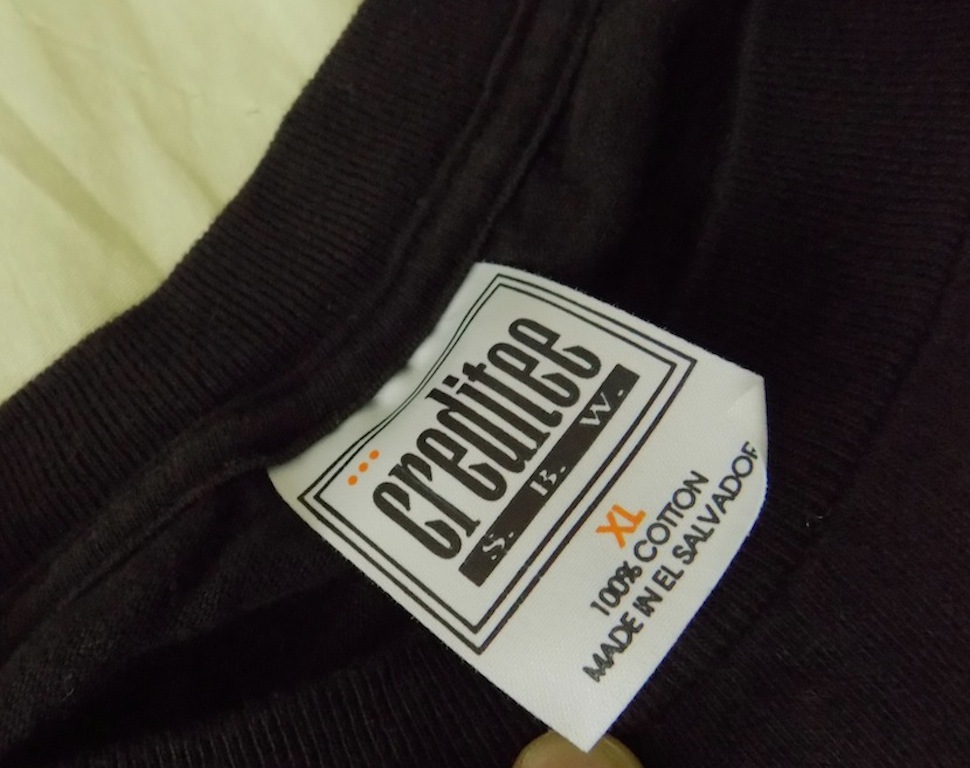 creditee
S. B. W.
XL
100% COTTON
MADE IN EL SALVADOR